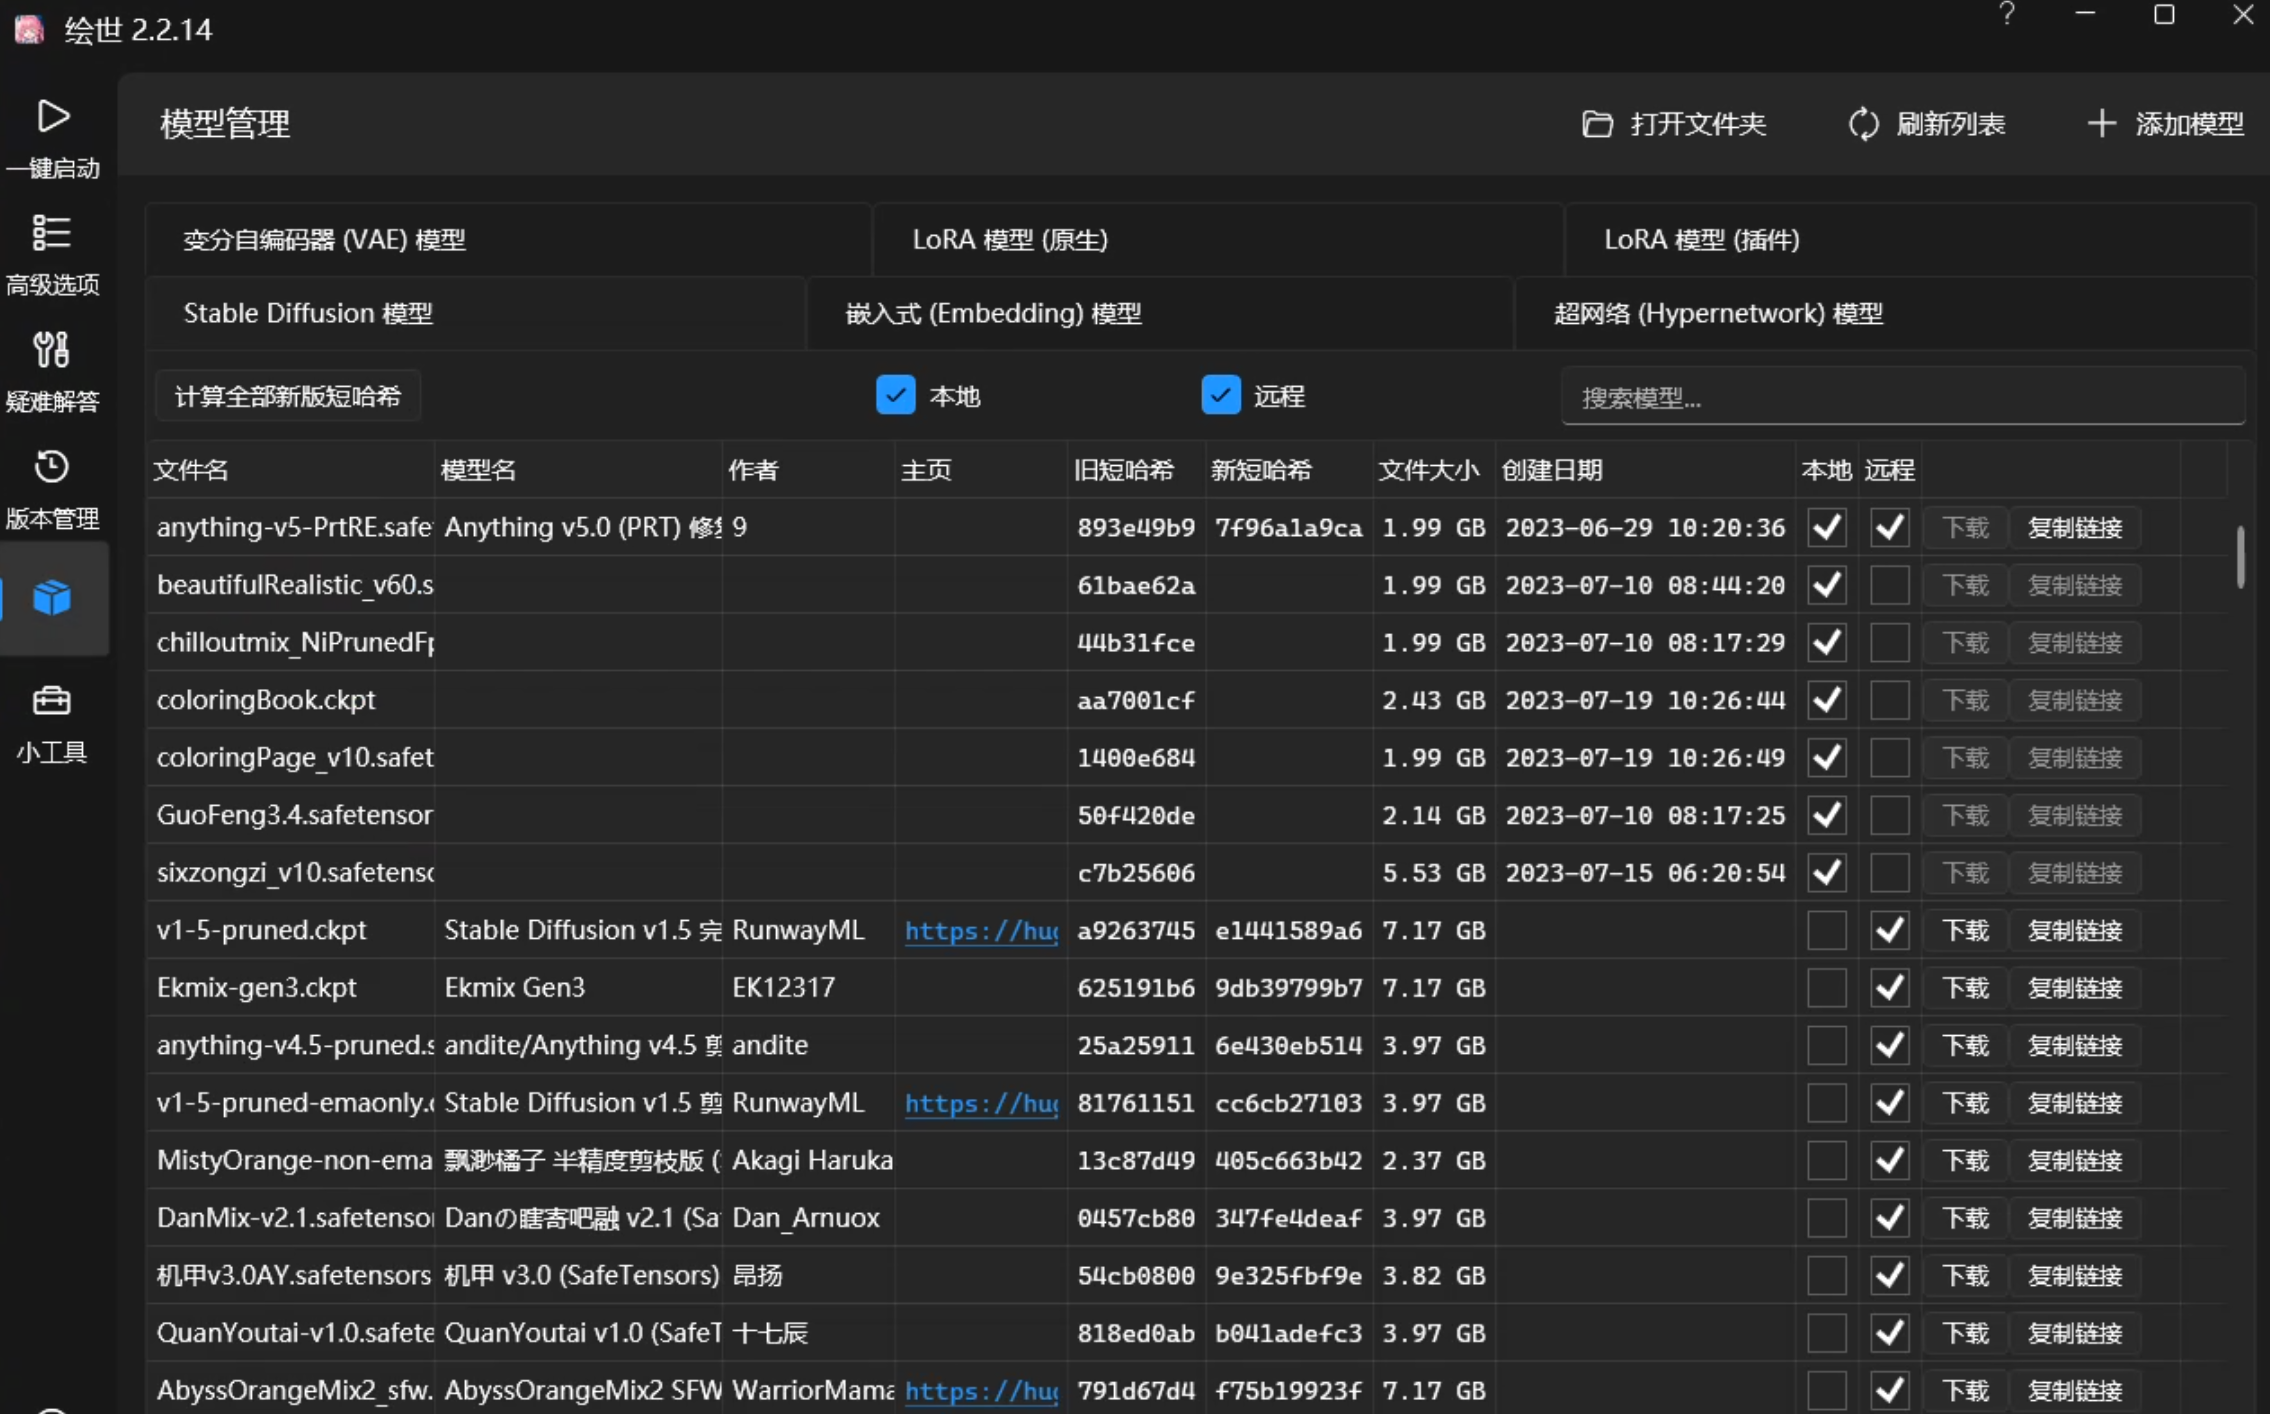 绘世 2.2.14
一键启动
高级选项
疑难解答
版本管理
小工具
模型管理
打开文件夹 刷新列表 添加模型
变分自编码器 (VAE) 模型 LoRA 模型 (原生) LoRA 模型 (插件)
Stable Diffusion 模型 嵌入式 (Embedding) 模型 超网络 (Hypernetwork) 模型
计算全部新版短哈希 本地 远程 搜索模型...
文件名 模型名 作者 主页 旧短哈希 新短哈希 文件大小 创建日期 本地 远程
anything-v5-PrtRE.safe Anything v5.0 (PRT) 修 9 893e49b9 7f96a1a9ca 1.99 GB 2023-06-29 10:20:36 下载 复制链接
beautifulRealistic_v60.s 61bae62a 1.99 GB 2023-07-10 08:44:20 下载 复制链接
chilloutmix_NiPrunedFp 44b31fce 1.99 GB 2023-07-10 08:17:29 下载 复制链接
coloringBook.ckpt aa7001cf 2.43 GB 2023-07-19 10:26:44 下载 复制链接
coloringPage_v10.safet 1400e684 1.99 GB 2023-07-19 10:26:49 下载 复制链接
GuoFeng3.4.safetensor 50f420de 2.14 GB 2023-07-10 08:17:25 下载 复制链接
sixzongzi_v10.safetensc c7b25606 5.53 GB 2023-07-15 06:20:54 下载 复制链接
v1-5-pruned.ckpt Stable Diffusion v1.5 完 RunwayML https://hug a9263745 e1441589a6 7.17 GB 下载 复制链接
Ekmix-gen3.ckpt Ekmix Gen3 EK12317 625191b6 9db39799b7 7.17 GB 下载 复制链接
anything-v4.5-pruned.s andite/Anything v4.5 剪 andite 25a25911 6e430eb514 3.97 GB 下载 复制链接
v1-5-pruned-emaonly.c Stable Diffusion v1.5 剪 RunwayML https://hug 81761151 cc6cb27103 3.97 GB 下载 复制链接
MistyOrange-non-ema 飘渺橘子 半精度剪枝版 ( Akagi Haruka 13c87d49 405c663b42 2.37 GB 下载 复制链接
DanMix-v2.1.safetensor Danの瞎寄吧融 v2.1 (Sa Dan_Arnuox 0457cb80 347fe4deaf 3.97 GB 下载 复制链接
机甲v3.0AY.safetensors 机甲 v3.0 (SafeTensors) 昂扬 54cb0800 9e325fbf9e 3.82 GB 下载 复制链接
QuanYoutai-v1.0.safete QuanYoutai v1.0 (SafeT 十七辰 818ed0ab b041adefc3 3.97 GB 下载 复制链接
AbyssOrangeMix2_sfw. AbyssOrangeMix2 SFW WarriorMama https://hug 791d67d4 f75b19923f 7.17 GB 下载 复制链接